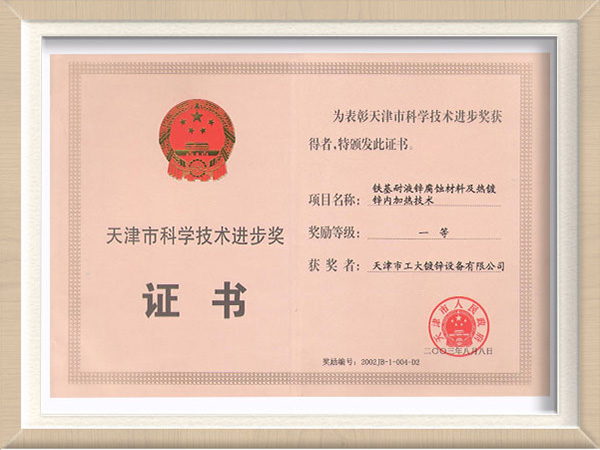 天津市科学技术进步奖
证书
为表彰天津市科学技术进步奖获
得者,特颁发此证书。
项目名称: 铁基耐液锌腐蚀材料及热镀
锌内加热技术
奖励等级: 一 等
获 奖 者: 天津市工大镀锌设备有限公司
天津市人民政府
二〇〇三年八月八日
奖励编号: 2002JB-1-004-D2